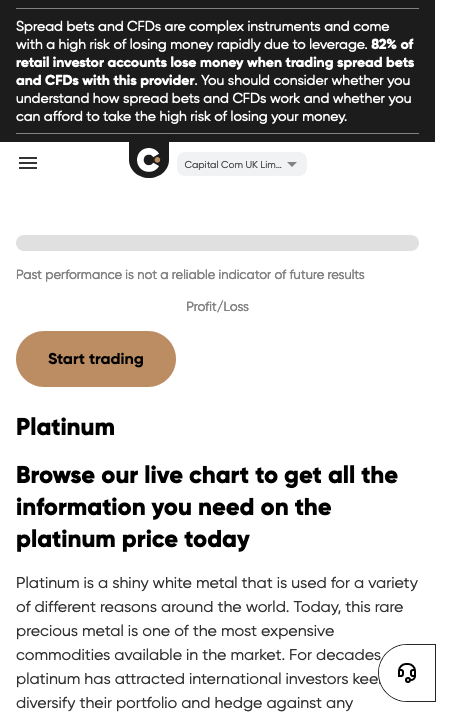 Spread bets and CFDs are complex instruments and come
with a high risk of losing money rapidly due to leverage. 82% of
retail investor accounts lose money when trading spread bets
and CFDs with this provider. You should consider whether you
understand how spread bets and CFDs work and whether you
can afford to take the high risk of losing your money.
Capital Com UK Lim...
Past performance is not a reliable indicator of future results
Profit/Loss
Start trading
Platinum
Browse our live chart to get all the
information you need on the
platinum price today
Platinum is a shiny white metal that is used for a variety
of different reasons around the world. Today, this rare
precious metal is one of the most expensive
commodities available in the market. For decades
platinum has attracted international investors
diversify their portfolio and hedge against any